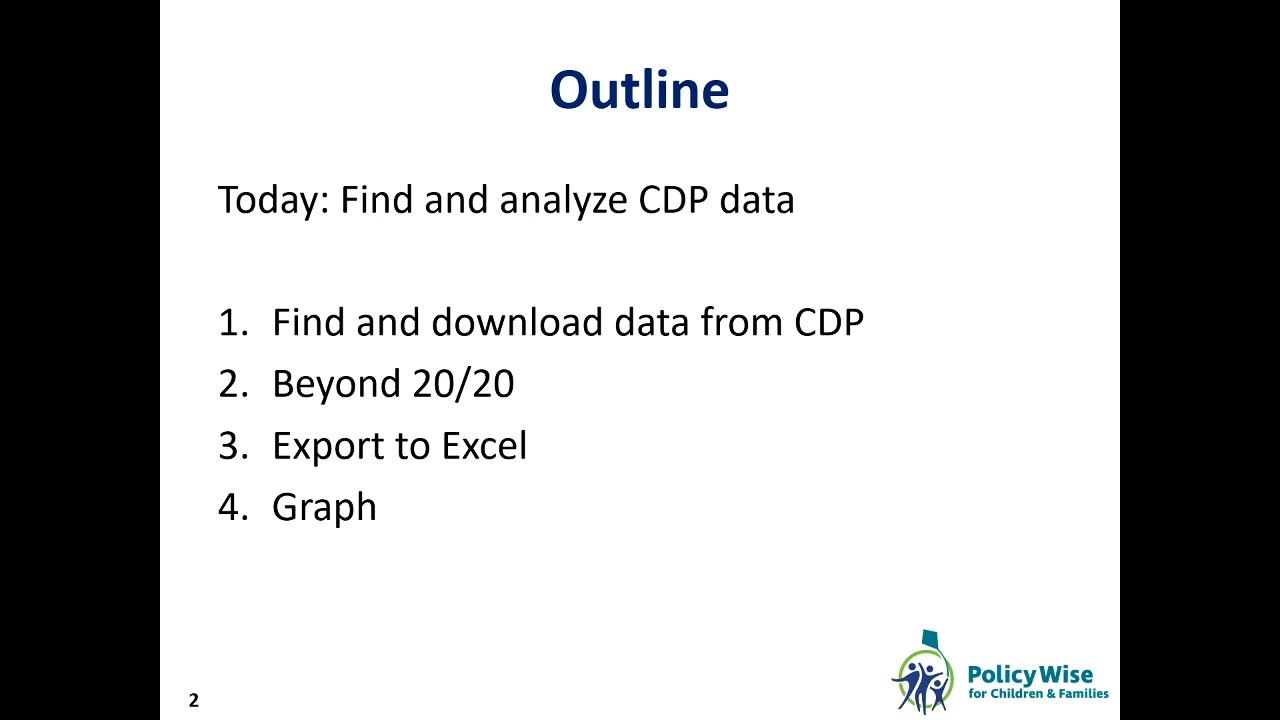 Outline
Today: Find and analyze CDP data
1. Find and download data from CDP
2. Beyond 20/20
3. Export to Excel
4. Graph
2
PolicyWise
for Children & Families